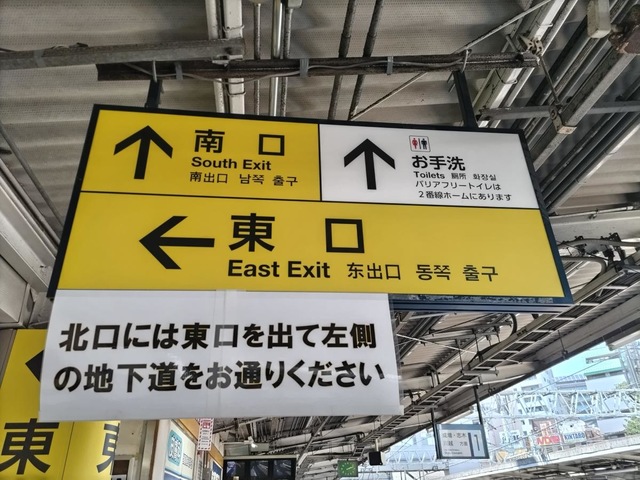 南 口
South Exit
南出口 남쪽 출구
お手洗
Toilets 厕所 화장실
バリアフリートイレは
2番線ホームにあります
東 口
East Exit 东出口 동쪽 출구
北口には東口を出て左側
の地下道をお通りください
東
1